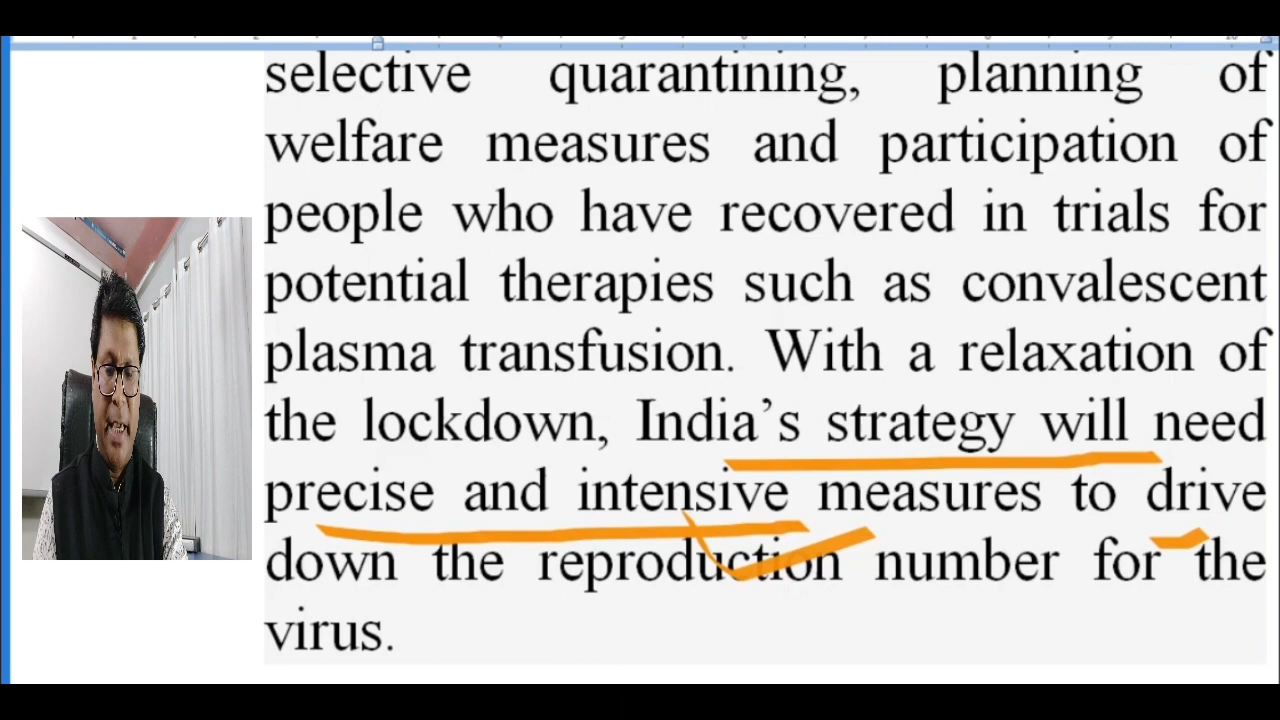 selective quarantining, planning of
welfare measures and participation of
people who have recovered in trials for
potential therapies such as convalescent
plasma transfusion. With a relaxation of
the lockdown, India’s strategy will need
precise and intensive measures to drive
down the reproduction number for the
virus.